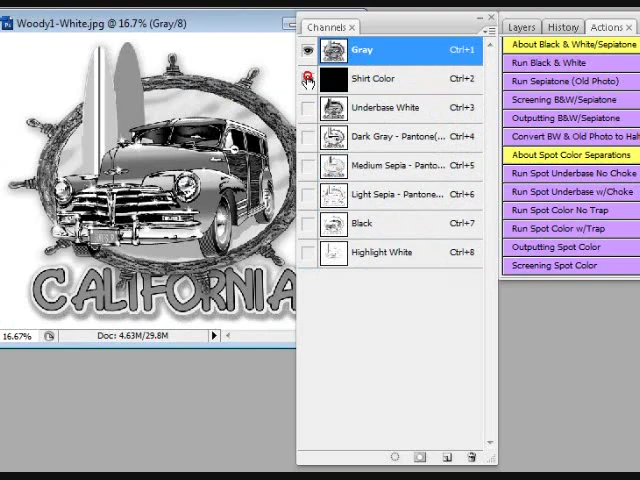 Woody1-White.jpg @ 16.7% (Gray/8)
CALIFORNIA
16.67%
Doc: 4.63M/29.8M
Channels
Gray Ctrl+1
Shirt Color Ctrl+2
Underbase White Ctrl+3
Dark Gray - Pantone(... Ctrl+4
Medium Sepia - Panto... Ctrl+5
Light Sepia - Pantone... Ctrl+6
Black Ctrl+7
Highlight White Ctrl+8
Layers History Actions
About Black & White/Sepiatone
Run Black & White
Run Sepiatone (Old Photo)
Screening B&W/Sepiatone
Outputting B&W/Sepiatone
Convert BW & Old Photo to Half
About Spot Color Separations
Run Spot Underbase No Choke
Run Spot Underbase w/Choke
Run Spot Color No Trap
Run Spot Color w/Trap
Outputting Spot Color
Screening Spot Color